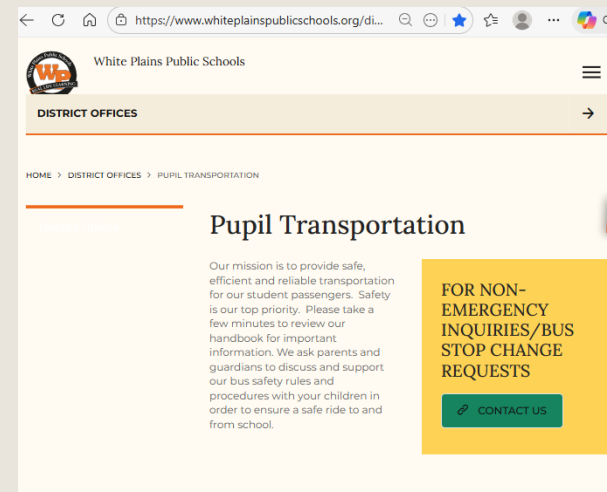 https://www.whiteplainspublicschools.org/di...
White Plains Public Schools
Wp
DISTRICT OFFICES
HOME > DISTRICT OFFICES > PUPIL TRANSPORTATION
Pupil Transportation
Our mission is to provide safe,
efficient and reliable transportation
for our student passengers. Safety
is our top priority. Please take a
few minutes to review our
handbook for important
information. We ask parents and
guardians to discuss and support
our bus safety rules and
procedures with your children in
order to ensure a safe ride to and
from school.
FOR NON-
EMERGENCY
INQUIRIES/BUS
STOP CHANGE
REQUESTS
CONTACT US